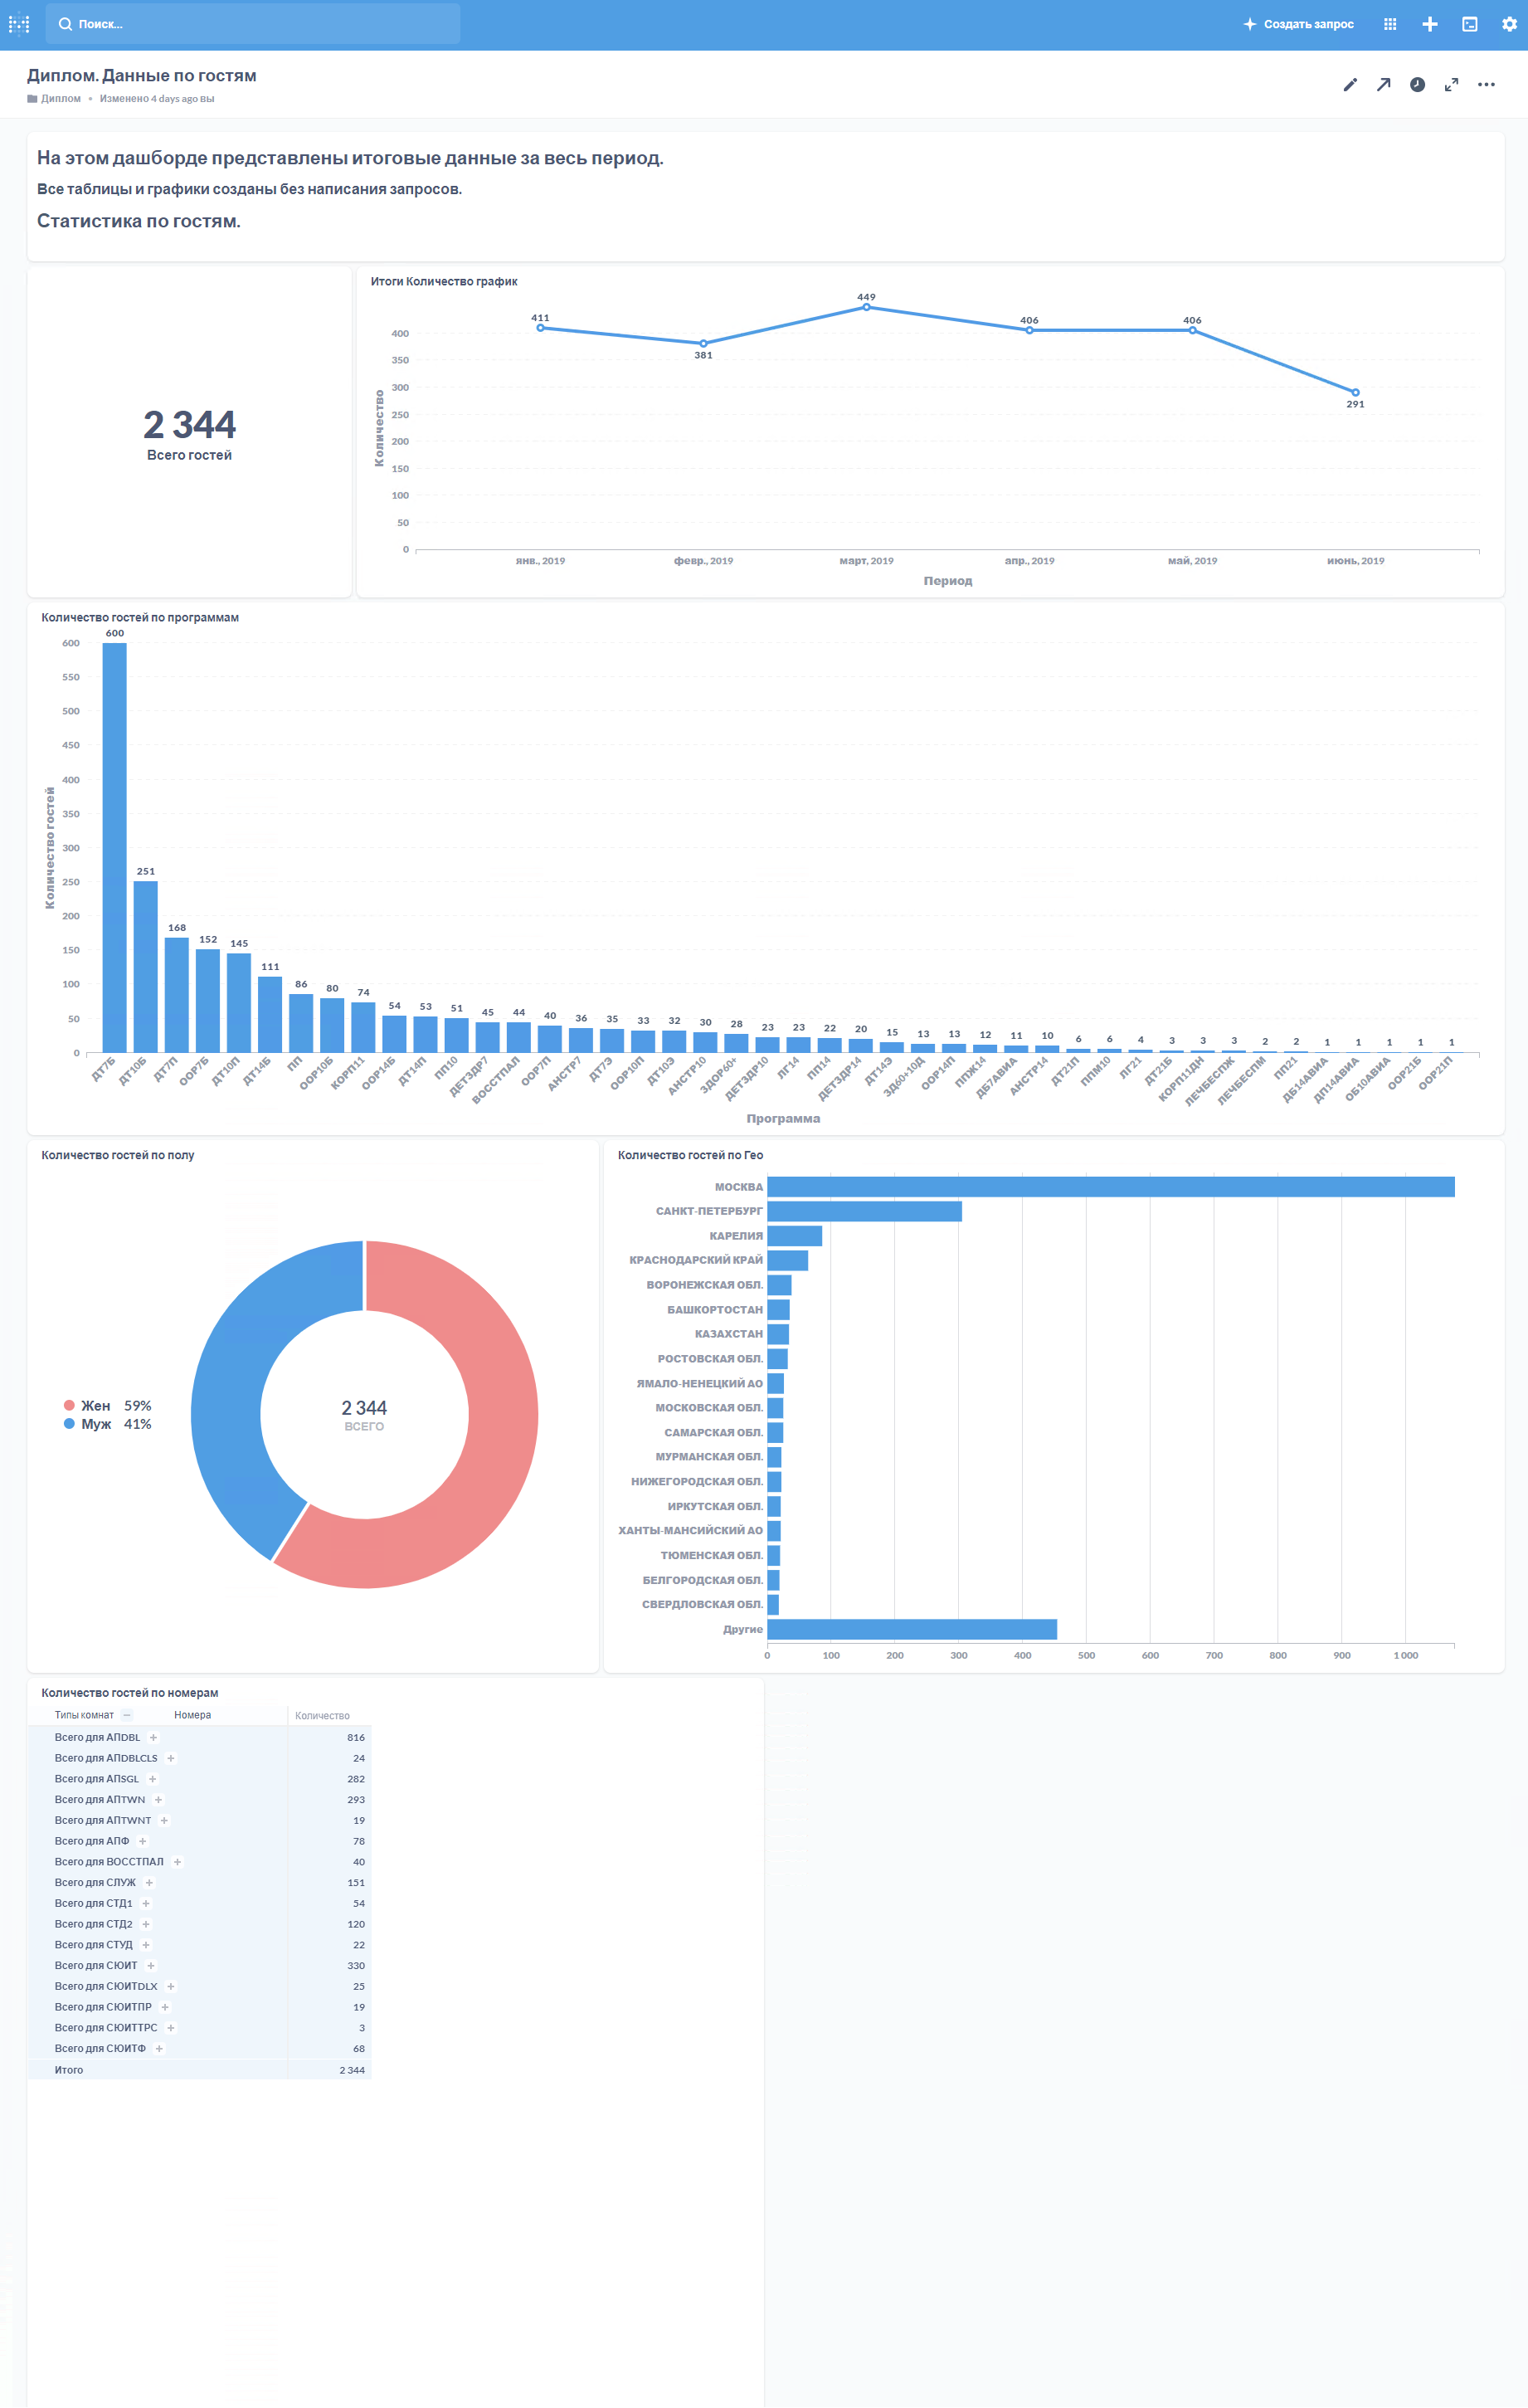 Поиск...
Создать запрос
Диплом. Данные по гостям
Диплом • Изменено 4 days ago вы
На этом дашборде представлены итоговые данные за весь период.
Все таблицы и графики созданы без написания запросов.
Статистика по гостям.
2 344
Всего гостей
Итоги Количество график
Количество
400
350
300
250
200
150
100
50
0
411
381
449
406
406
291
янв., 2019
февр., 2019
март, 2019
апр., 2019
май, 2019
июнь, 2019
Период
Количество гостей по программам
Количество гостей
600
550
500
450
400
350
300
250
200
150
100
50
0
600
251
168
152
145
111
86
80
74
54
53
51
45
44
40
36
35
33
32
30
28
23
23
22
20
15
13
13
12
11
10
6
6
4
3
3
3
2
2
1
1
1
1
1
ДТ7Б
ДТ10Б
ДТ7П
ООР7Б
ДТ10П
ДТ14Б
ПП
ООР10Б
КОРП11
ООР14Б
ДТ14П
ПП10
ДЕТЗДР7
ВОССТПАЛ
ООР7П
АНСТР7
ДТ7Э
ООР10П
ДТ10Э
АНСТР10
ЗДОР60+
ДЕТЗДР10
ЛГ14
ПП14
ДЕТЗДР14
ДТ14Э
ЗД60+10Д
ООР14П
ППЖ14
ДБ7АВИА
АНСТР14
ДТ21П
ППМ10
ЛГ21
ДТ21Б
КОРП11ДН
ЛЕЧБЕСПЖ
ЛЕЧБЕСПМ
ПП21
ДБ14АВИА
ДП14АВИА
ОБ10АВИА
ООР21Б
ООР21П
Программа
Количество гостей по полу
Жен 59%
Муж 41%
2 344
ВСЕГО
Количество гостей по Гео
МОСКВА
САНКТ-ПЕТЕРБУРГ
КАРЕЛИЯ
КРАСНОДАРСКИЙ КРАЙ
ВОРОНЕЖСКАЯ ОБЛ.
БАШКОРТОСТАН
КАЗАХСТАН
РОСТОВСКАЯ ОБЛ.
ЯМАЛО-НЕНЕЦКИЙ АО
МОСКОВСКАЯ ОБЛ.
САМАРСКАЯ ОБЛ.
МУРМАНСКАЯ ОБЛ.
НИЖЕГОРОДСКАЯ ОБЛ.
ИРКУТСКАЯ ОБЛ.
ХАНТЫ-МАНСИЙСКИЙ АО
ТЮМЕНСКАЯ ОБЛ.
БЕЛГОРОДСКАЯ ОБЛ.
СВЕРДЛОВСКАЯ ОБЛ.
Другие
0 100 200 300 400 500 600 700 800 900 1 000
Количество гостей по номерам
Типы комнат − Номера Количество
Всего для АПDBL + 816
Всего для АПDBLCLS + 24
Всего для АПSGL + 282
Всего для АПTWN + 293
Всего для АПTWNT + 19
Всего для АПФ + 78
Всего для ВОССТПАЛ + 40
Всего для СЛУЖ + 151
Всего для СТД1 + 54
Всего для СТД2 + 120
Всего для СТУД + 22
Всего для СЮИТ + 330
Всего для СЮИТDLX + 25
Всего для СЮИТПР + 19
Всего для СЮИТТРС + 3
Всего для СЮИТФ + 68
Итого 2 344